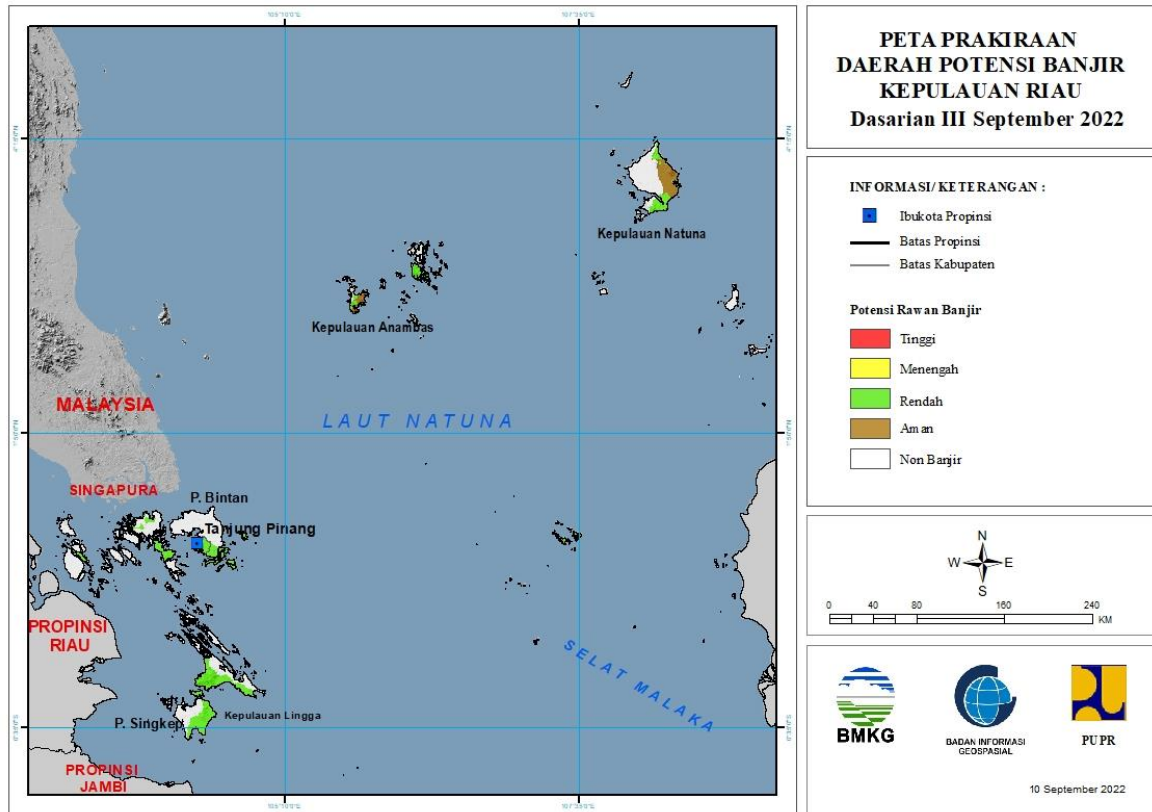 PETA PRAKIRAAN
DAERAH POTENSI BANJIR
KEPULAUAN RIAU
Dasarian III September 2022
INFORMASI/ KETERANGAN :
Ibukota Propinsi
Batas Propinsi
Batas Kabupaten
Potensi Rawan Banjir
Tinggi
Menengah
Rendah
Aman
Non Banjir
N
W E
S
0 40 80 160 240
KM
BMKG
BADAN INFORMASI
GEOSPASIAL
PUPR
10 September 2022
Kepulauan Natuna
Kepulauan Anambas
MALAYSIA
LAUT NATUNA
SINGAPURA
P. Bintan
Tanjung Pinang
PROPINSI
RIAU
SELAT MALAKA
P. Singkep
Kepulauan Lingga
PROPINSI
JAMBI